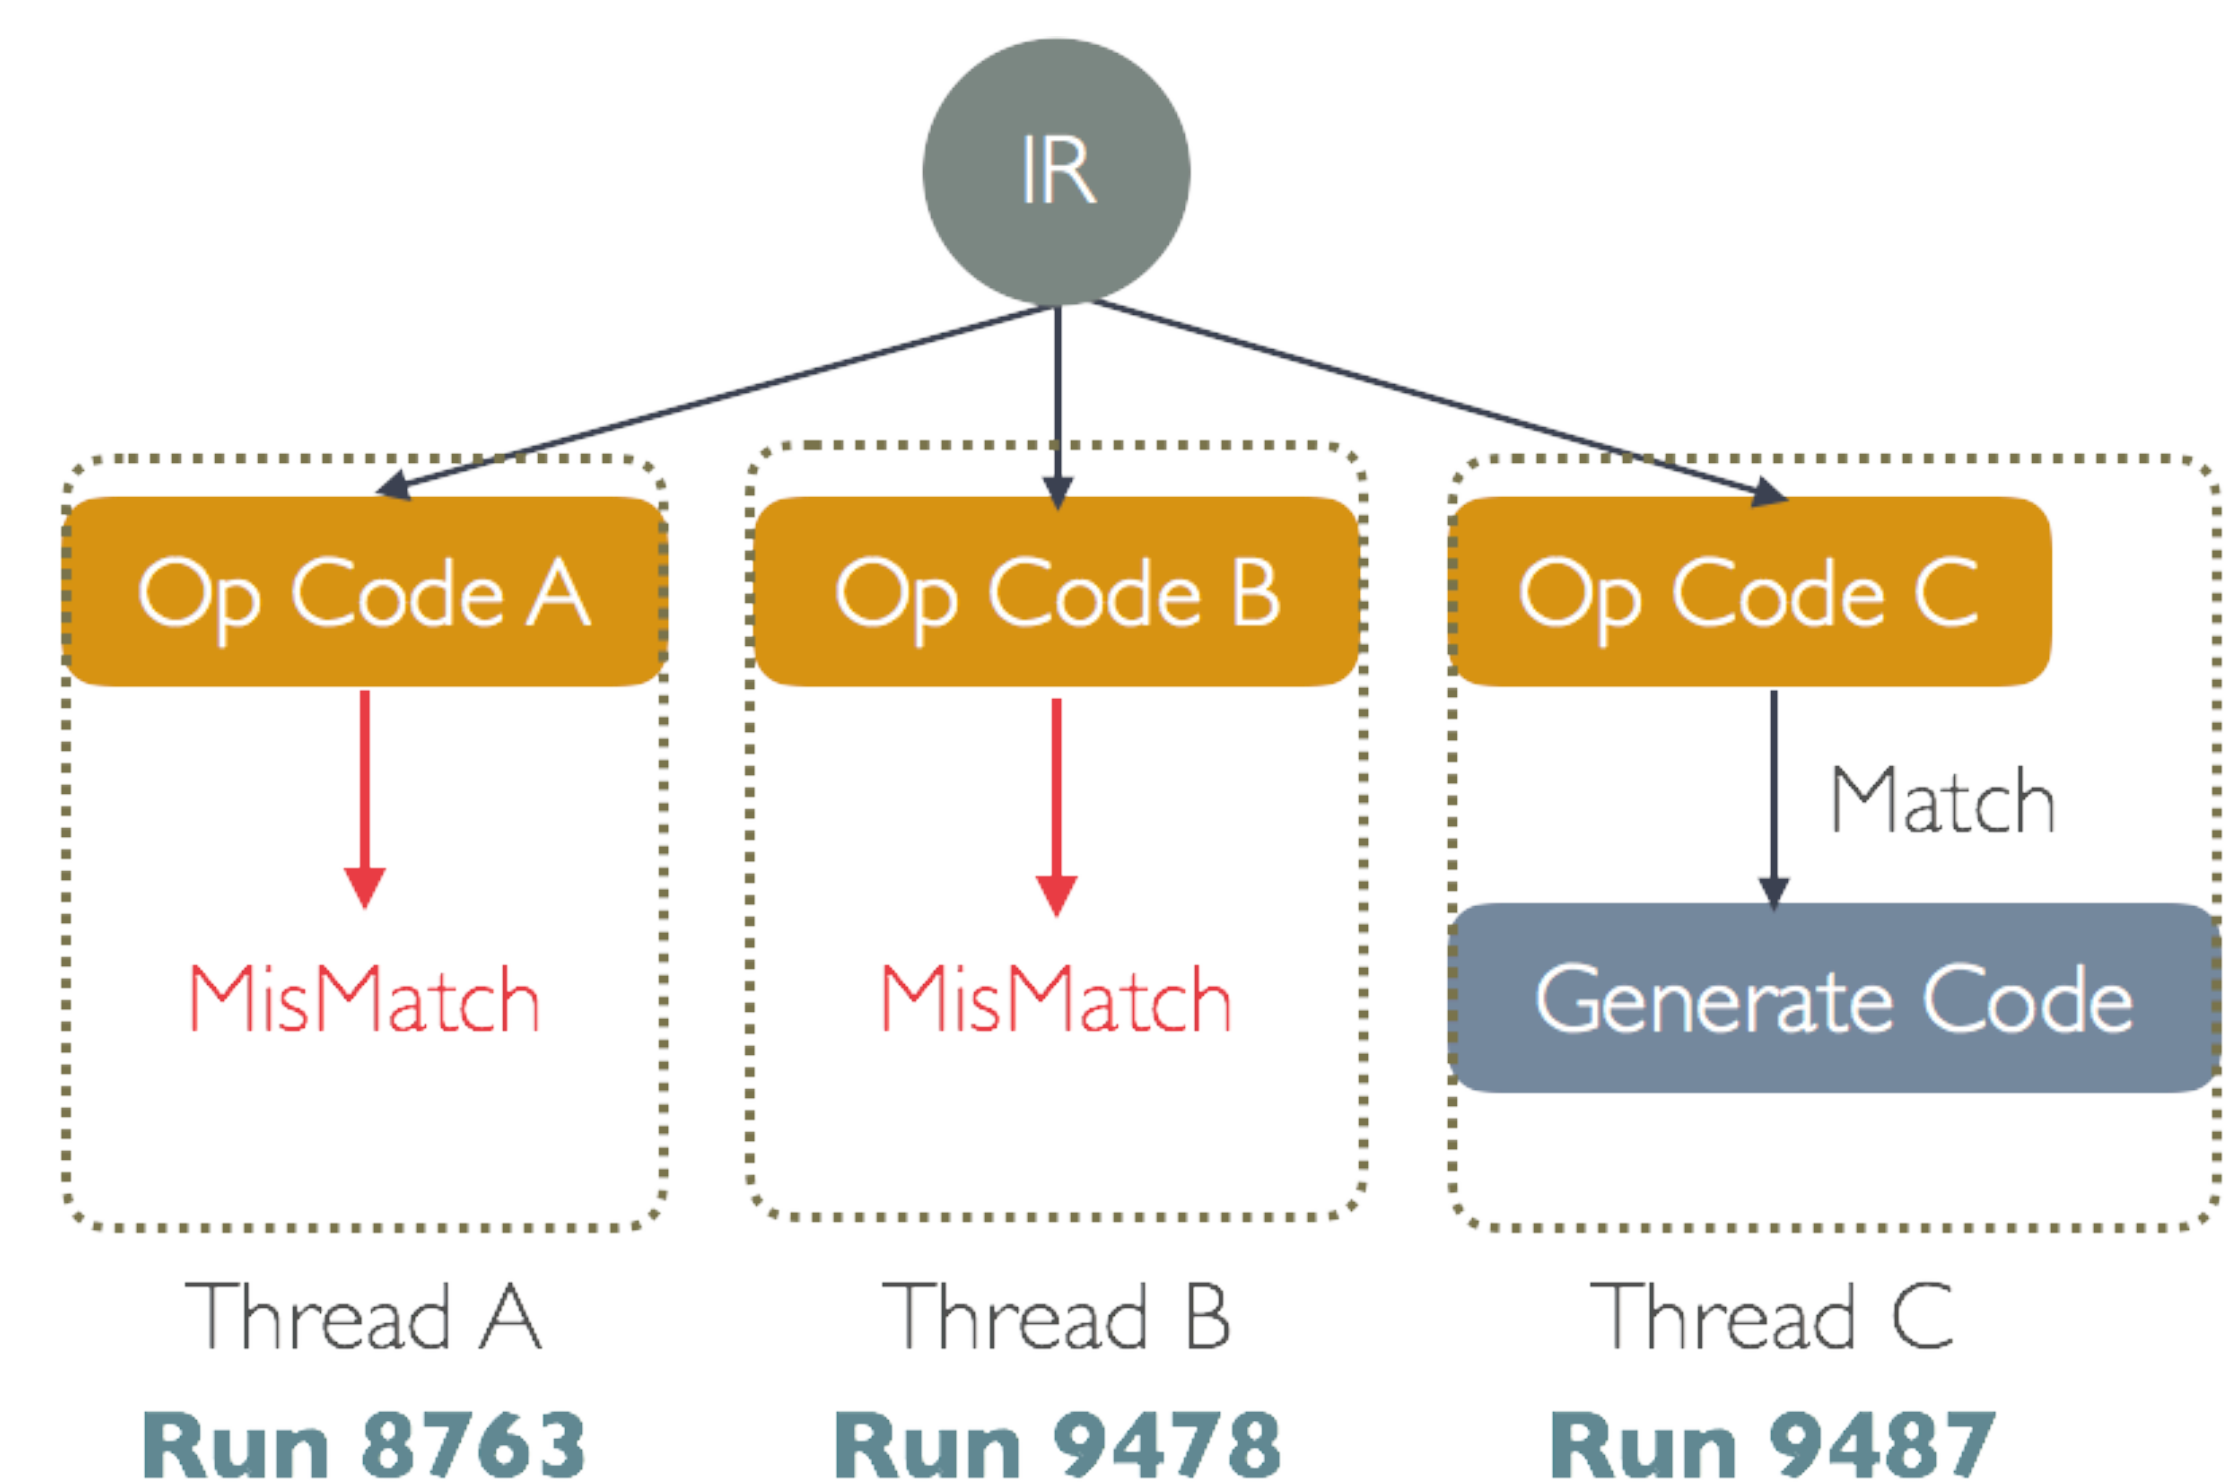 IR
Op Code A
Op Code B
Op Code C
Match
MisMatch
MisMatch
Generate Code
Thread A
Thread B
Thread C
Run 8763
Run 9478
Run 9487